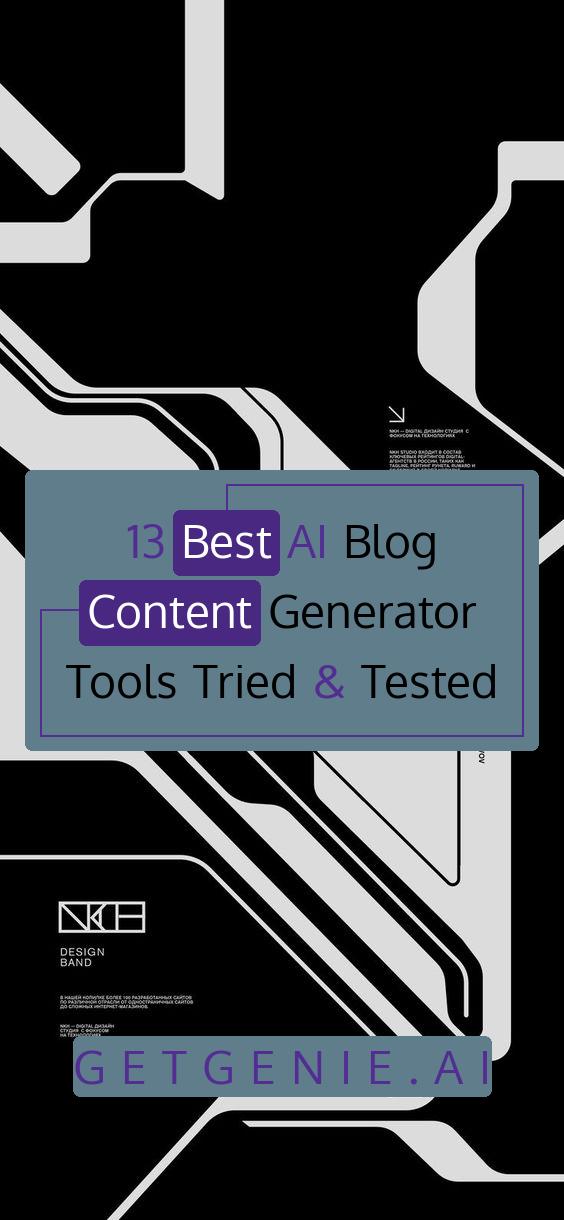 NKH — DIGITAL ДИЗАЙН СТУДИЯ С
ФОКУСОМ НА ТЕХНОЛОГИЯХ
NKH STUDIO ВХОДИТ В СОСТАВ
КЛЮЧЕВЫХ РЕЙТИНГОВ DIGITAL-
АГЕНТСТВ В РОССИИ, ТАКИХ КАК
TAGLINE, РЕЙТИНГ РУНЕТА, RUWARD И
13 Best AI Blog
Content Generator
Tools Tried & Tested
NKH
DESIGN
BAND
В НАШЕЙ КОПИЛКЕ БОЛЕЕ 100 РАЗРАБОТАННЫХ САЙТОВ
ПО РАЗЛИЧНОЙ ОТРАСЛИ ОТ ОДНОСТРАНИЧНЫХ САЙТОВ
ДО СЛОЖНЫХ ИНТЕРНЕТ-МАГАЗИНОВ.
NKH — DIGITAL ДИЗАЙН
СТУДИЯ С ФОКУСОМ
НА ТЕХНОЛОГИЯХ
GETGENIE.AI